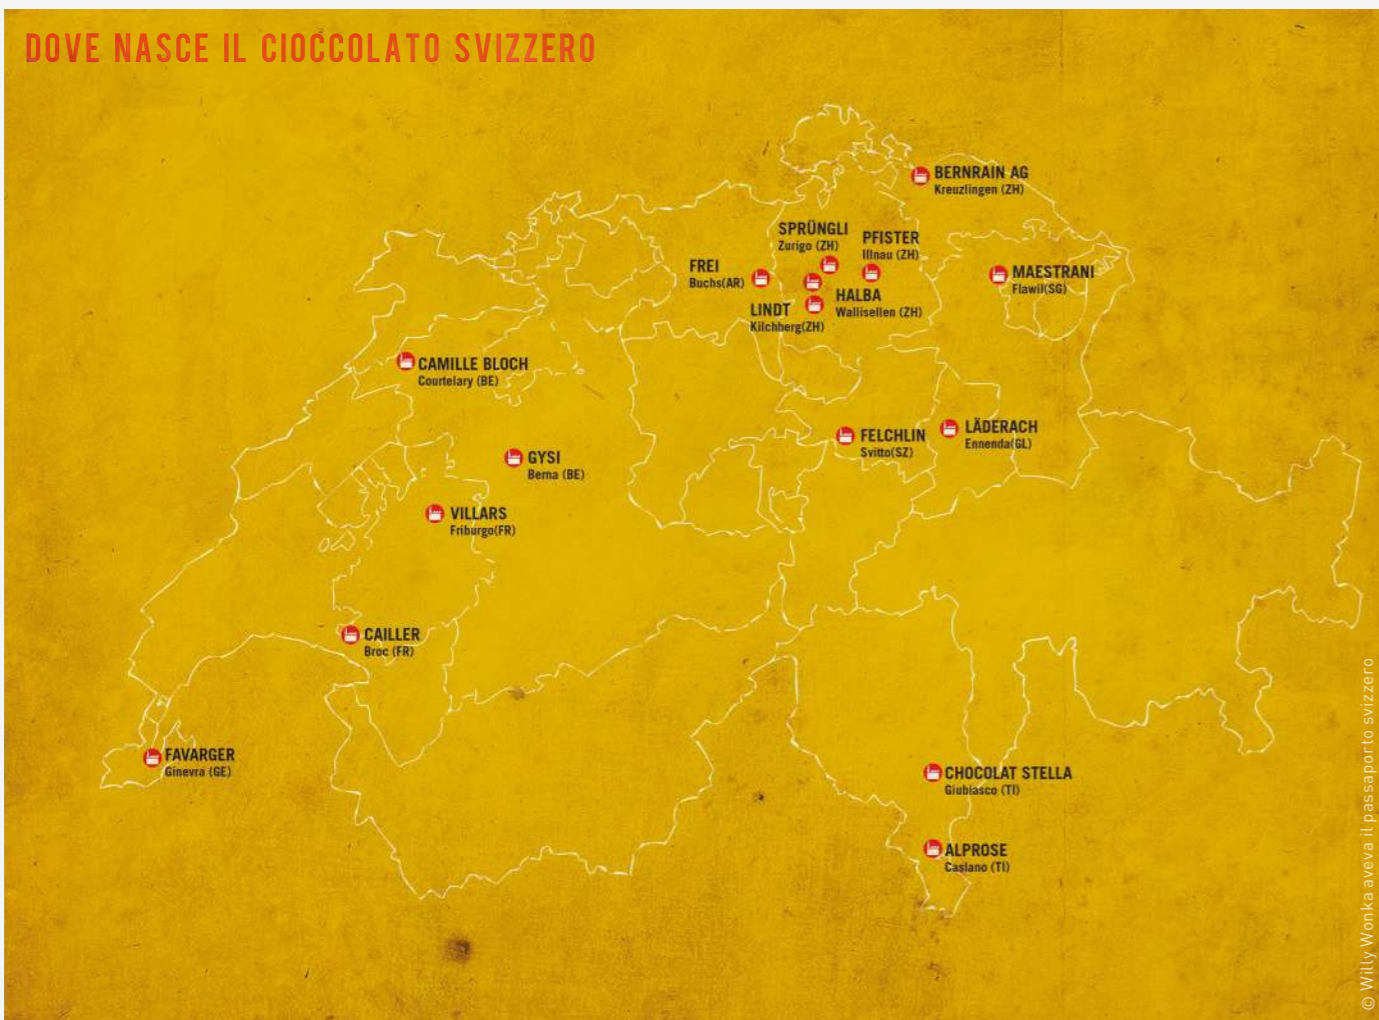 DOVE NASCE IL CIOCCOLATO SVIZZERO
BERNRAIN AG
Kreuzlingen (ZH)
SPRÜNGLI
Zurigo (ZH)
PFISTER
Illnau (ZH)
FREI
Buchs(AR)
MAESTRANI
Flawil(SG)
HALBA
Wallisellen (ZH)
LINDT
Kilchberg(ZH)
CAMILLE BLOCH
Courtelary (BE)
FELCHLIN
Svitto(SZ)
LÄDERACH
Ennenda(GL)
GYSI
Berna (BE)
VILLARS
Friburgo(FR)
CAILLER
Broc (FR)
FAVARGER
Ginevra (GE)
CHOCOLAT STELLA
Giubiasco (TI)
ALPROSE
Caslano (TI)
© Willy Wonka aveva il passaporto svizzero